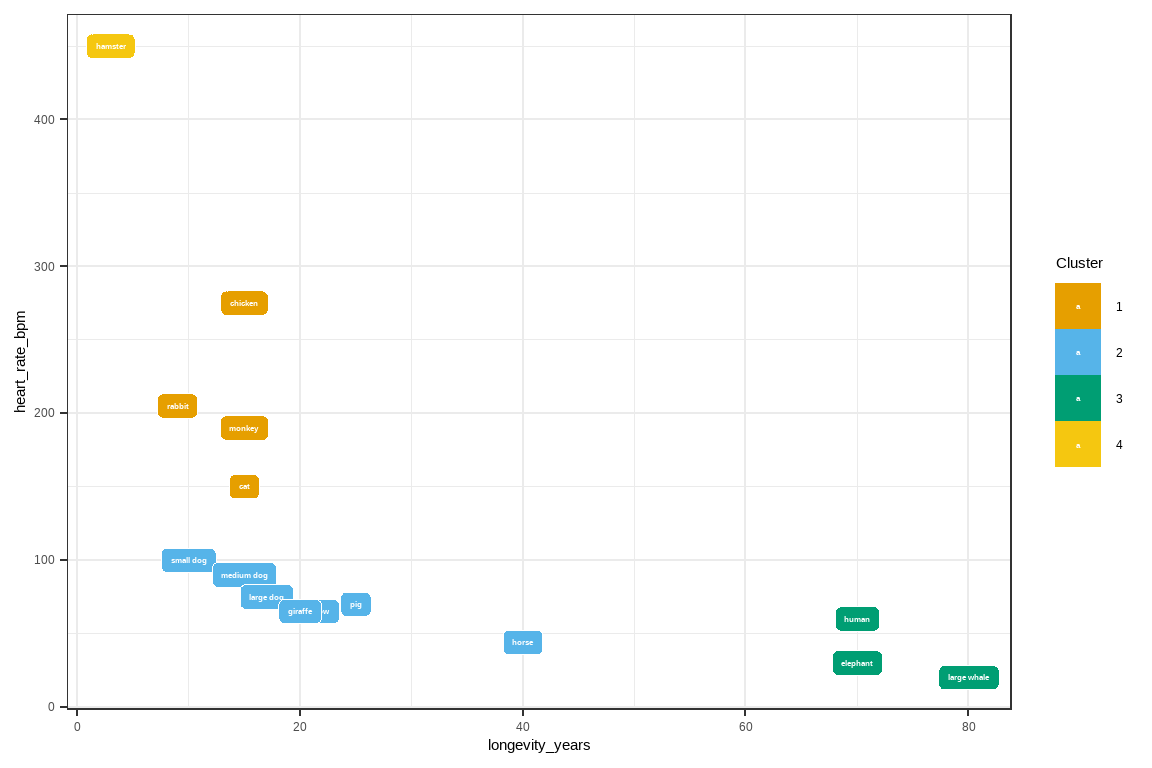 hamster
400
300
chicken
Cluster
a 1
a 2
a 3
a 4
heart_rate_bpm
200
rabbit
monkey
cat
100
small dog
medium dog
large dog
giraffe
w
pig
human
horse
elephant
large whale
0
0 20 40 60 80
longevity_years